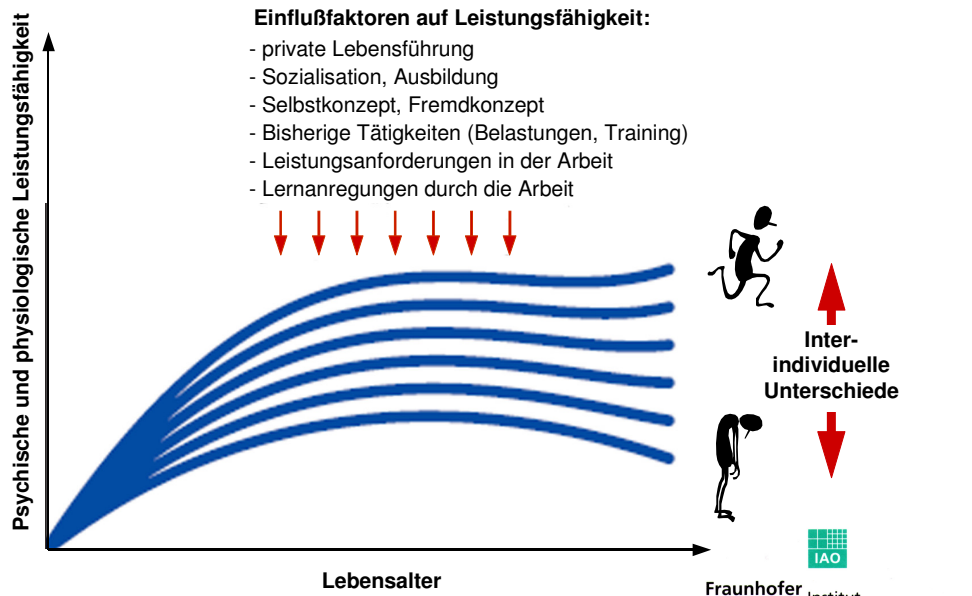 Einflußfaktoren auf Leistungsfähigkeit:
- private Lebensführung
- Sozialisation, Ausbildung
- Selbstkonzept, Fremdkonzept
- Bisherige Tätigkeiten (Belastungen, Training)
- Leistungsanforderungen in der Arbeit
- Lernanregungen durch die Arbeit
Psychische und physiologische Leistungsfähigkeit
Inter-
individuelle
Unterschiede
Lebensalter
IAO
Fraunhofer Institut